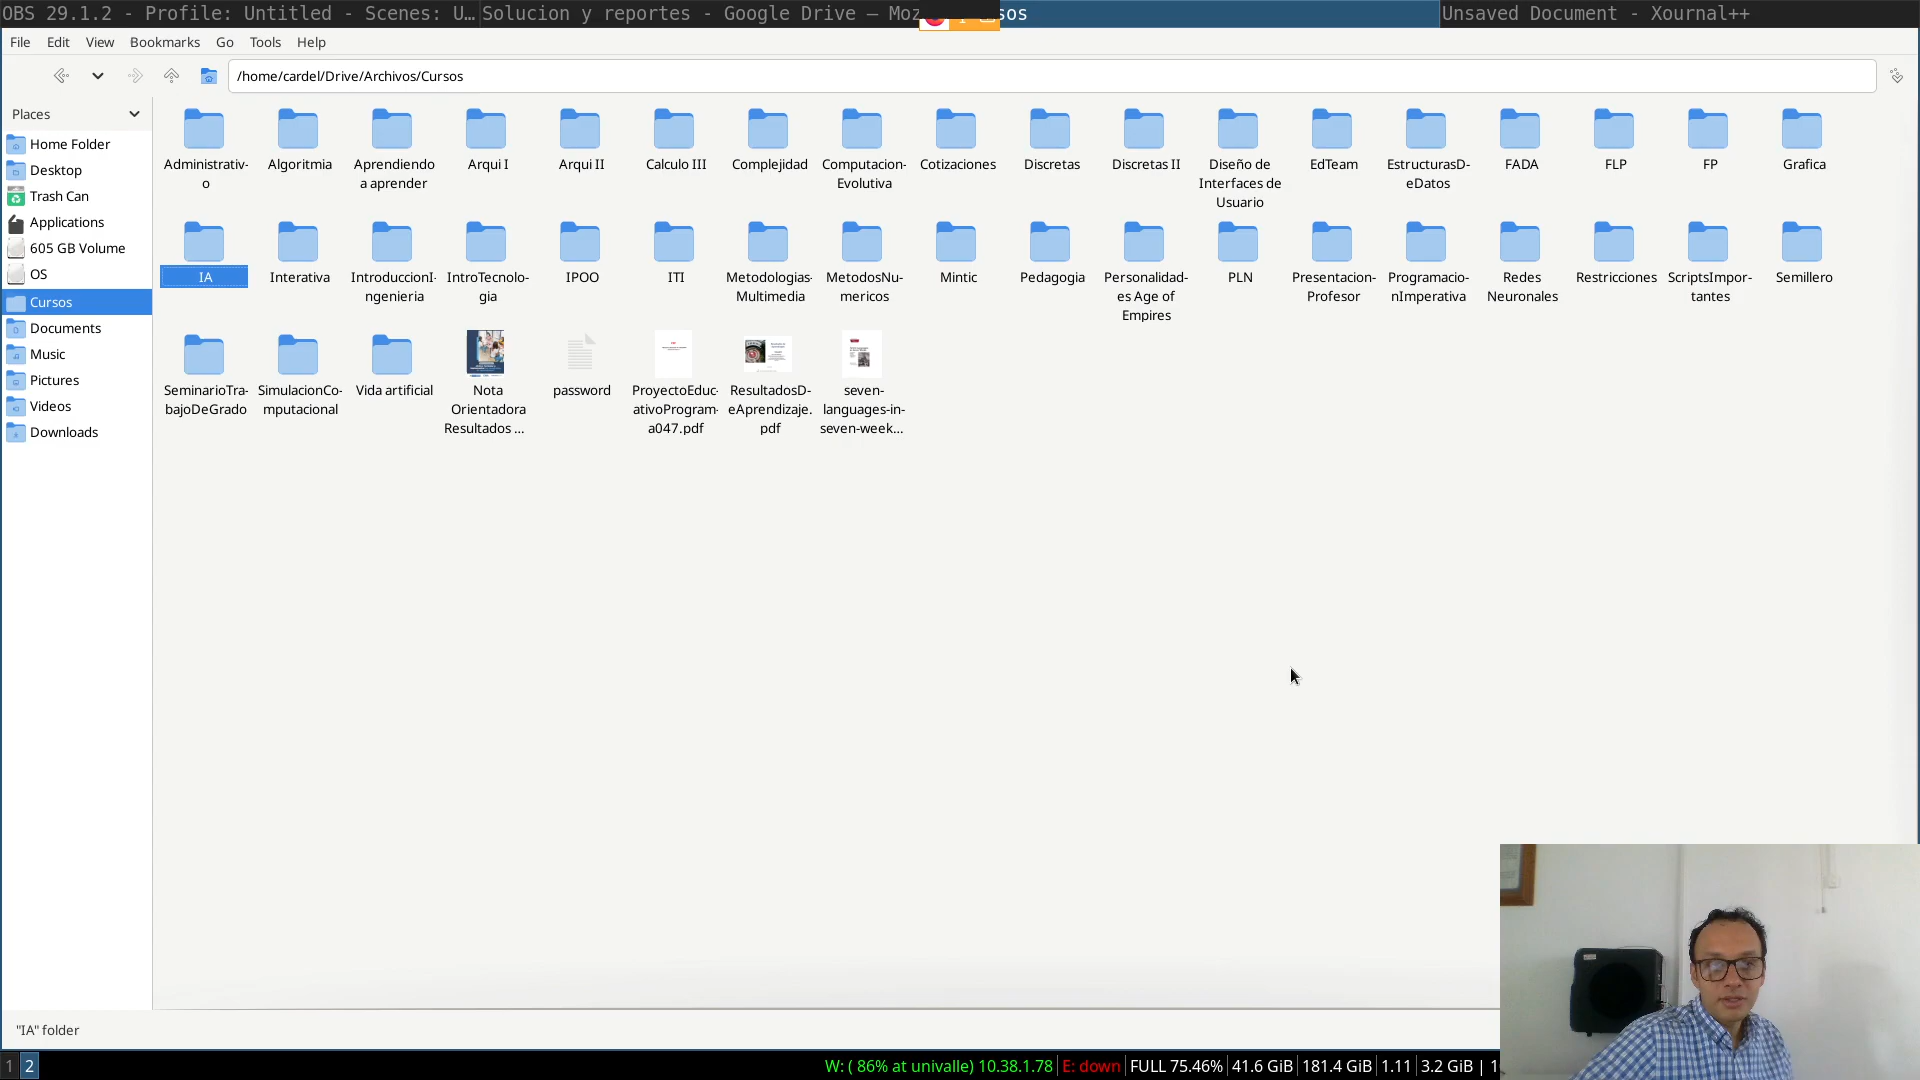 OBS 29.1.2 - Profile: Untitled - Scenes: U…
Solucion y reportes - Google Drive — Moz
sos
Unsaved Document - Xournal++
File Edit View Bookmarks Go Tools Help
/home/cardel/Drive/Archivos/Cursos
Places
Home Folder
Desktop
Trash Can
Applications
605 GB Volume
OS
Cursos
Documents
Music
Pictures
Videos
Downloads
Administrativ-
o
Algoritmia
Aprendiendo
a aprender
Arqui I
Arqui II
Calculo III
Complejidad
Computacion-
Evolutiva
Cotizaciones
Discretas
Discretas II
Diseño de
Interfaces de
Usuario
EdTeam
EstructurasD-
eDatos
FADA
FLP
FP
Grafica
IA
Interativa
IntroduccionI-
ngenieria
IntroTecnolo-
gia
IPOO
ITI
Metodologias-
Multimedia
MetodosNu-
mericos
Mintic
Pedagogia
Personalidad-
es Age of
Empires
PLN
Presentacion-
Profesor
Programacio-
nImperativa
Redes
Neuronales
Restricciones
ScriptsImpor-
tantes
Semillero
SeminarioTra-
bajoDeGrado
SimulacionCo-
mputacional
Vida artificial
Nota
Orientadora
Resultados ...
password
ProyectoEduc-
ativoProgram-
a047.pdf
ResultadosD-
eAprendizaje.
pdf
seven-
languages-in-
seven-week...
"IA" folder
1 2
W: ( 86% at univalle) 10.38.1.78 | E: down | FULL 75.46% | 41.6 GiB | 181.4 GiB | 1.11 | 3.2 GiB | 1